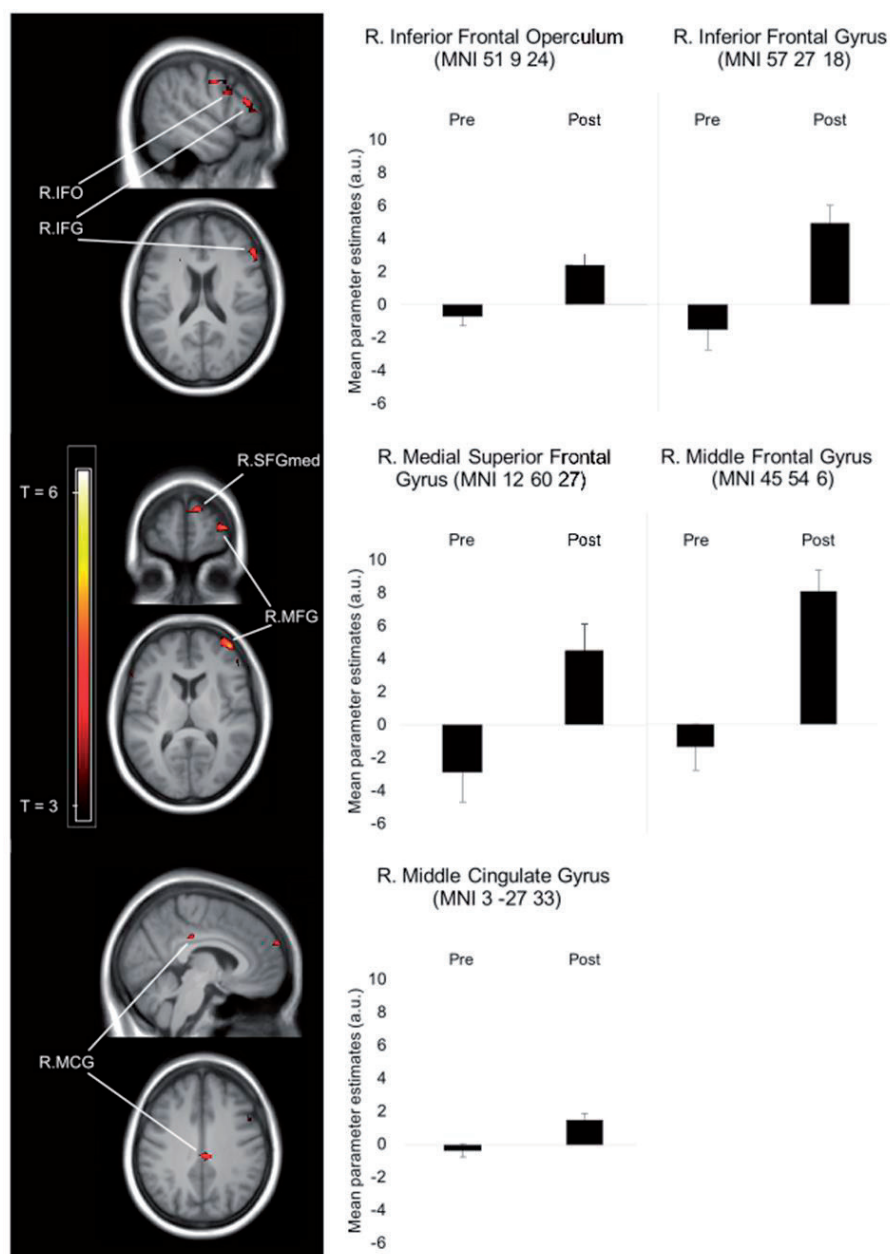 R. Inferior Frontal Operculum
(MNI 51 9 24)
R. Inferior Frontal Gyrus
(MNI 57 27 18)
R.IFO
R.IFG
Mean parameter estimates (a.u.)
10
8
6
4
2
0
-2
-4
-6
Pre
Post
Pre
Post
R. Medial Superior Frontal
Gyrus (MNI 12 60 27)
R. Middle Frontal Gyrus
(MNI 45 54 6)
T = 6
T = 3
R.SFGmed
R.MFG
Mean parameter estimates (a.u.)
10
8
6
4
2
0
-2
-4
-6
Pre
Post
Pre
Post
R. Middle Cingulate Gyrus
(MNI 3 -27 33)
R.MCG
Mean parameter estimates (a.u.)
10
8
6
4
2
0
-2
-4
-6
Pre
Post